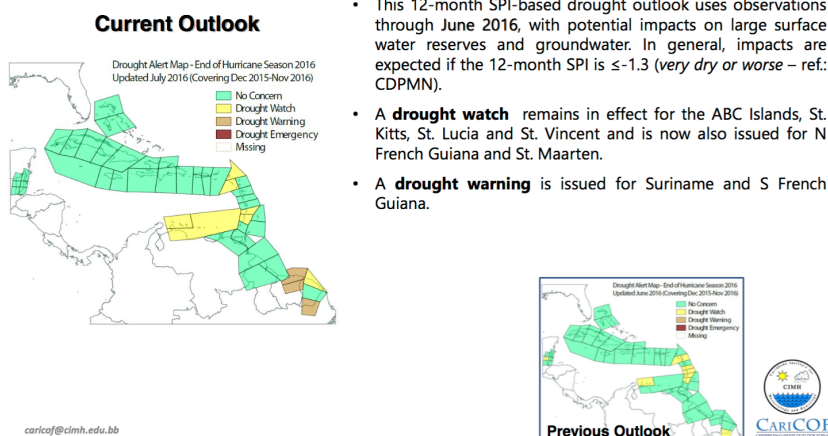 Current Outlook
Drought Alert Map - End of Hurricane Season 2016
Updated July 2016 (Covering Dec 2015-Nov 2016)
No Concern
Drought Watch
Drought Warning
Drought Emergency
Missing
• This 12-month SPI-based drought outlook uses observations
through June 2016, with potential impacts on large surface
water reserves and groundwater. In general, impacts are
expected if the 12-month SPI is ≤-1.3 (very dry or worse – ref.:
CDPMN).
• A drought watch remains in effect for the ABC Islands, St.
Kitts, St. Lucia and St. Vincent and is now also issued for N
French Guiana and St. Maarten.
• A drought warning is issued for Suriname and S French
Guiana.
Drought Alert Map - End of Hurricane Season 2016
Updated June 2016 (Covering Dec 2015-Nov 2016)
No Concern
Drought Watch
Drought Warning
Drought Emergency
Missing
Previous Outlook
CIMH
CARICOF
caricof@cimh.edu.bb